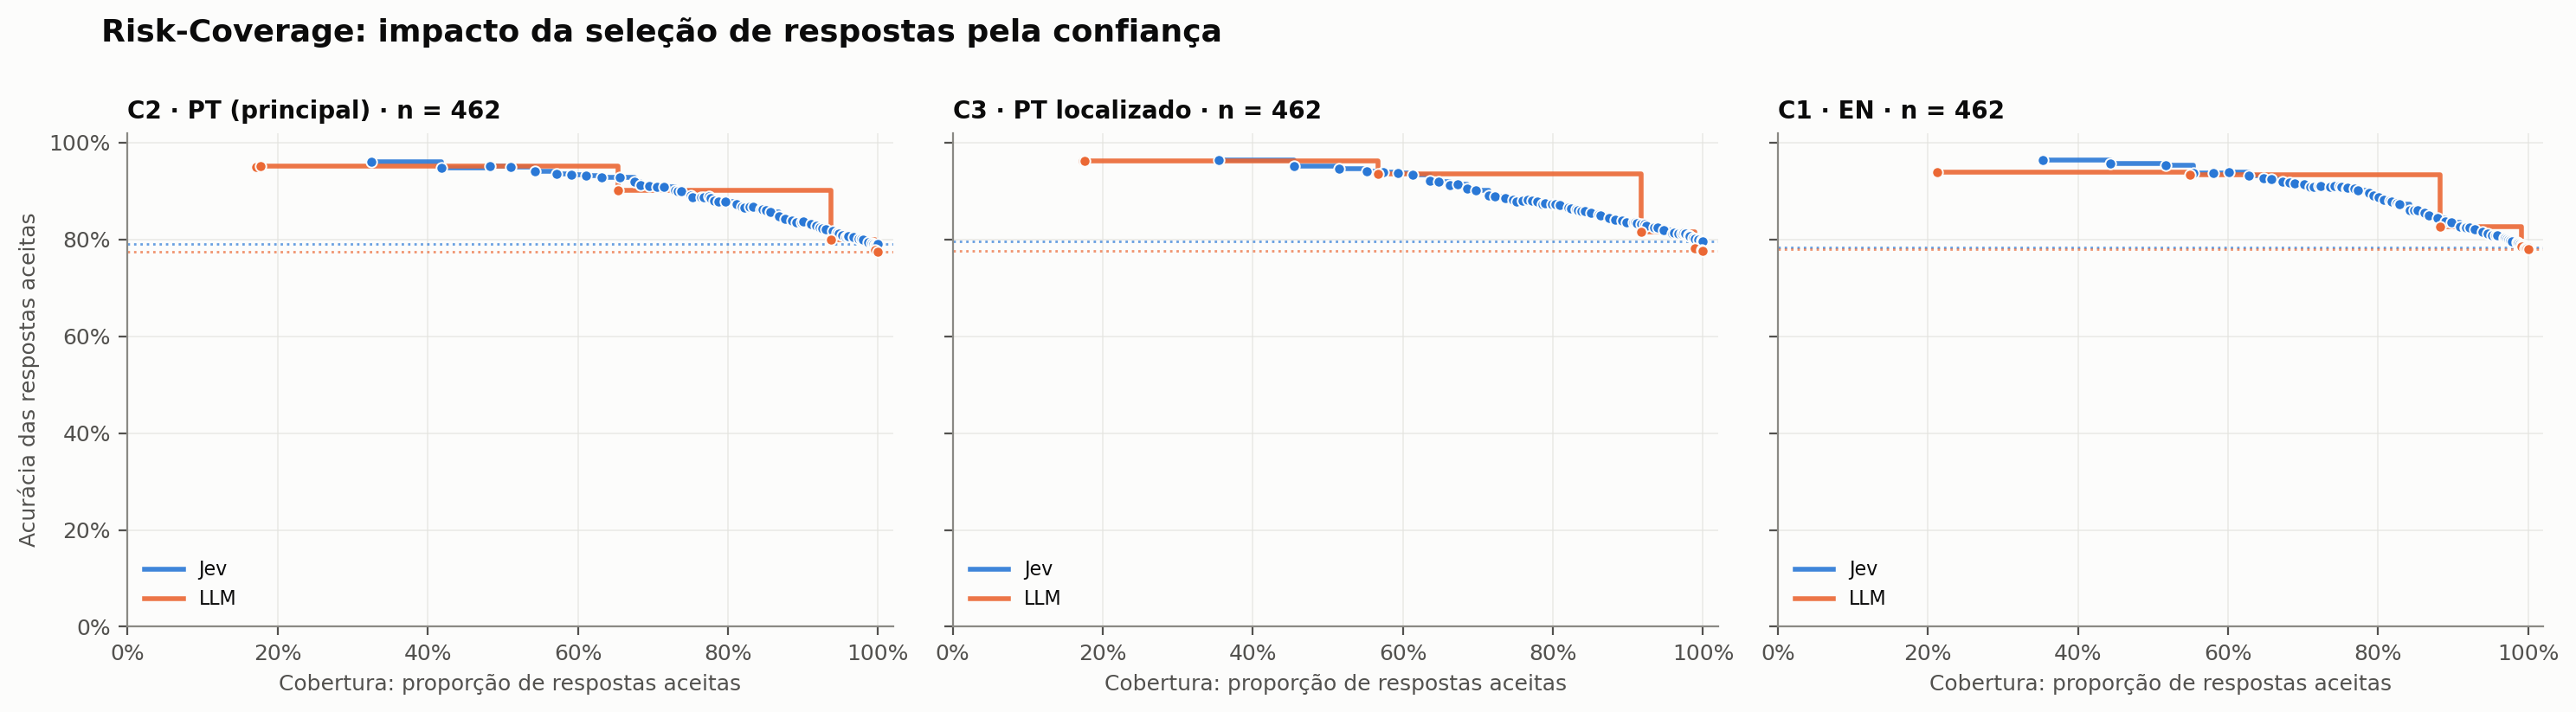 Risk-Coverage: impacto da seleção de respostas pela confiança
C2 · PT (principal) · n = 462
Acurácia das respostas aceitas
100%
80%
60%
40%
20%
0%
Jev
LLM
0% 20% 40% 60% 80% 100%
Cobertura: proporção de respostas aceitas
C3 · PT localizado · n = 462
Jev
LLM
0% 20% 40% 60% 80% 100%
Cobertura: proporção de respostas aceitas
C1 · EN · n = 462
Jev
LLM
0% 20% 40% 60% 80% 100%
Cobertura: proporção de respostas aceitas